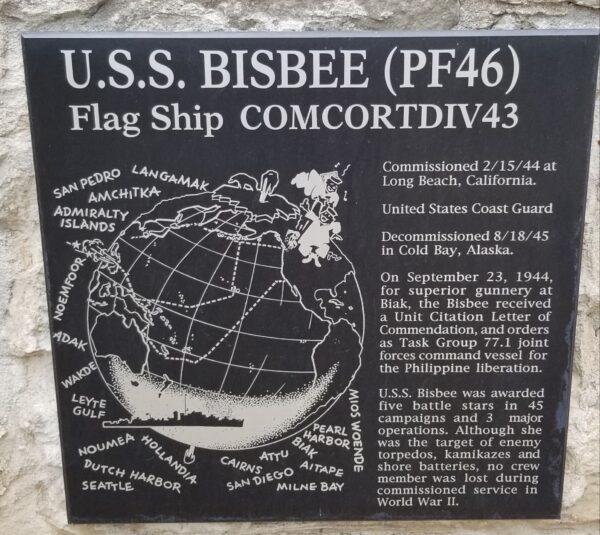 U.S.S. BISBEE (PF46)
Flag Ship COMCORTDIV43
SAN PEDRO
LANGAMAK
AMCHITKA
ADMIRALTY
ISLANDS
NOEMFOOR
ADAK
WAKDE
LEYTE
GULF
NOUMEA
HOLLANDIA
DUTCH HARBOR
SEATTLE
CAIRNS
ATTU
SAN DIEGO
BIAK
PEARL
HARBOR
AITAPE
MILNE BAY
MIOS WOENDE
Commissioned 2/15/44 at
Long Beach, California.
United States Coast Guard
Decommissioned 8/18/45
in Cold Bay, Alaska.
On September 23, 1944,
for superior gunnery at
Biak, the Bisbee received
a Unit Citation Letter of
Commendation, and orders
as Task Group 77.1 joint
forces command vessel for
the Philippine liberation.
U.S.S. Bisbee was awarded
five battle stars in 45
campaigns and 3 major
operations. Although she
was the target of enemy
torpedos, kamikazes and
shore batteries, no crew
member was lost during
commissioned service in
World War II.